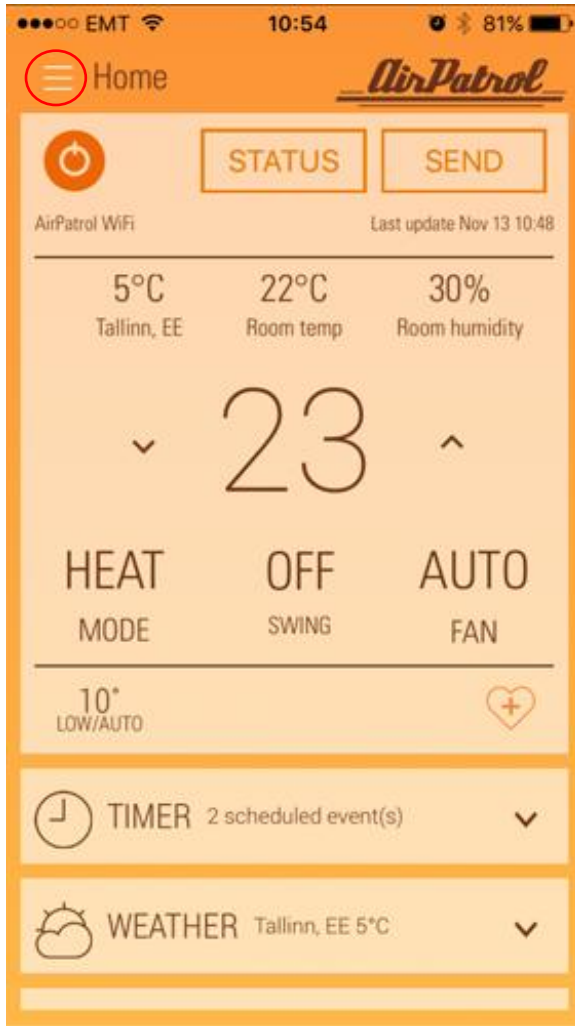 EMT 10:54 81%
Home AirPatrol
STATUS SEND
AirPatrol WiFi Last update Nov 13 10:48
5°C 22°C 30%
Tallinn, EE Room temp Room humidity
23
HEAT OFF AUTO
MODE SWING FAN
10°
LOW/AUTO
TIMER 2 scheduled event(s)
WEATHER Tallinn, EE 5°C